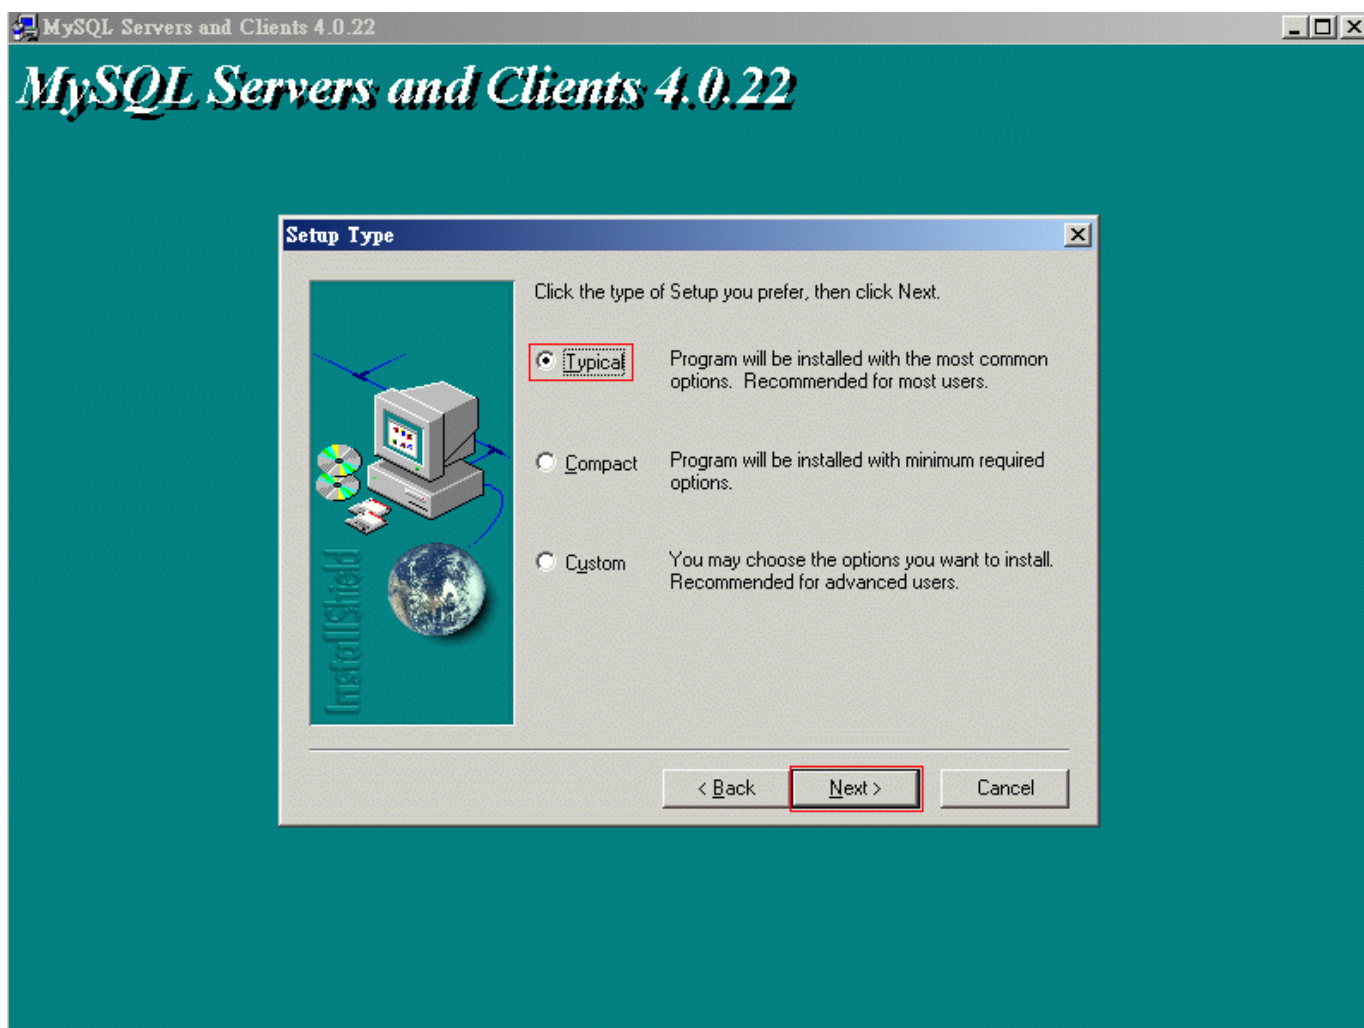 MySQL Servers and Clients 4.0.22
MySQL Servers and Clients 4.0.22
Setup Type
Click the type of Setup you prefer, then click Next.
Typical
Program will be installed with the most common
options.  Recommended for most users.
Compact
Program will be installed with minimum required
options.
Custom
You may choose the options you want to install.
Recommended for advanced users.
InstallShield
< Back
Next >
Cancel